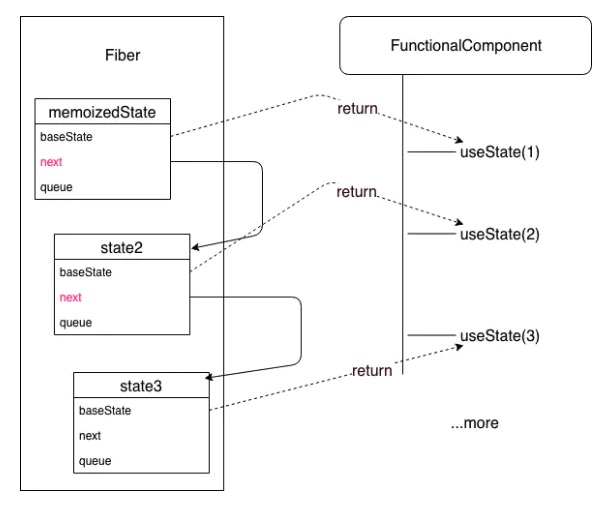 Fiber
FunctionalComponent
memoizedState
baseState
next
queue
return
useState(1)
state2
baseState
next
queue
return
useState(2)
state3
baseState
next
queue
return
useState(3)
...more